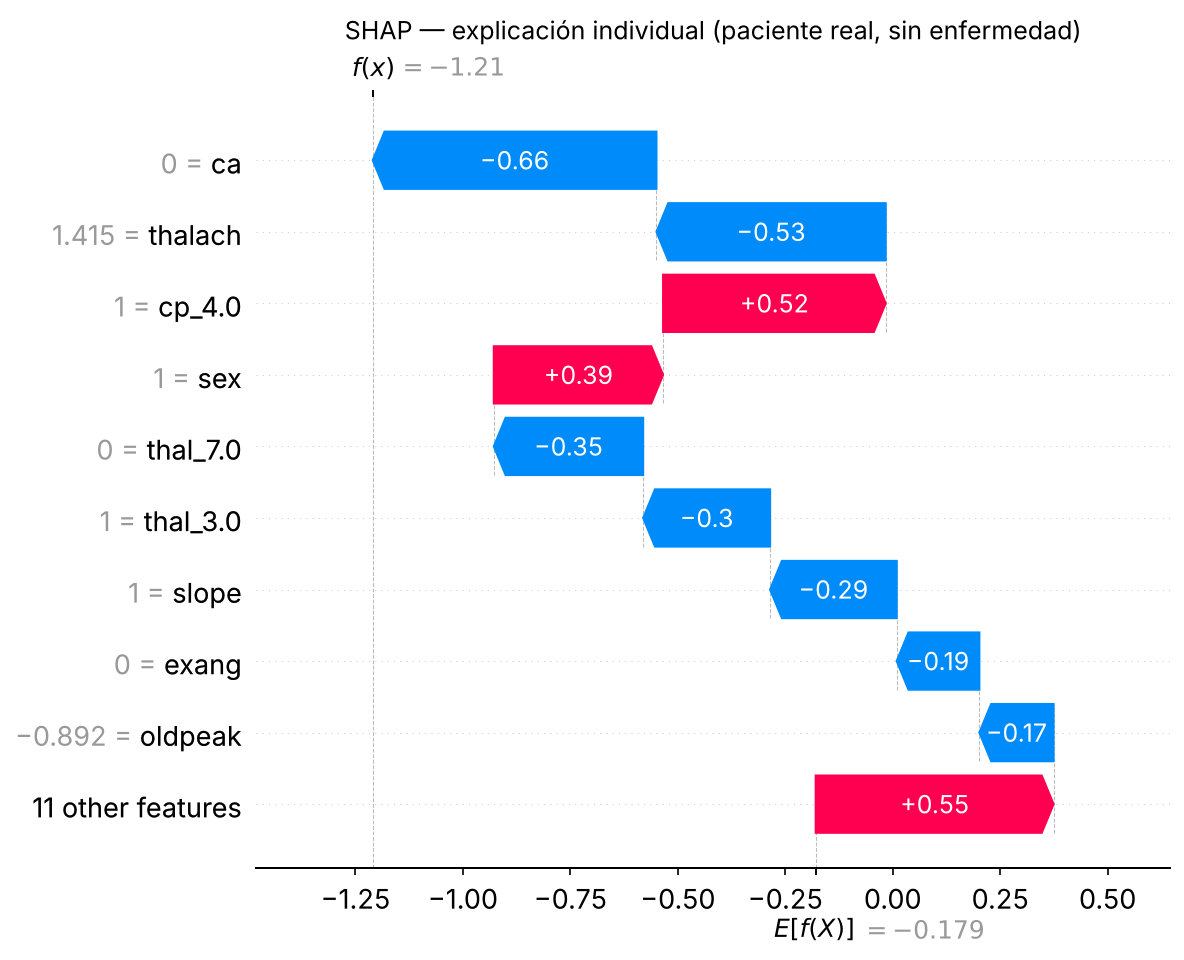 SHAP — explicación individual (paciente real, sin enfermedad)
f(x) = −1.21
0 = ca −0.66
1.415 = thalach −0.53
1 = cp_4.0 +0.52
1 = sex +0.39
0 = thal_7.0 −0.35
1 = thal_3.0 −0.3
1 = slope −0.29
0 = exang −0.19
−0.892 = oldpeak −0.17
11 other features +0.55
−1.25 −1.00 −0.75 −0.50 −0.25 0.00 0.25 0.50
E[f(X)] = −0.179